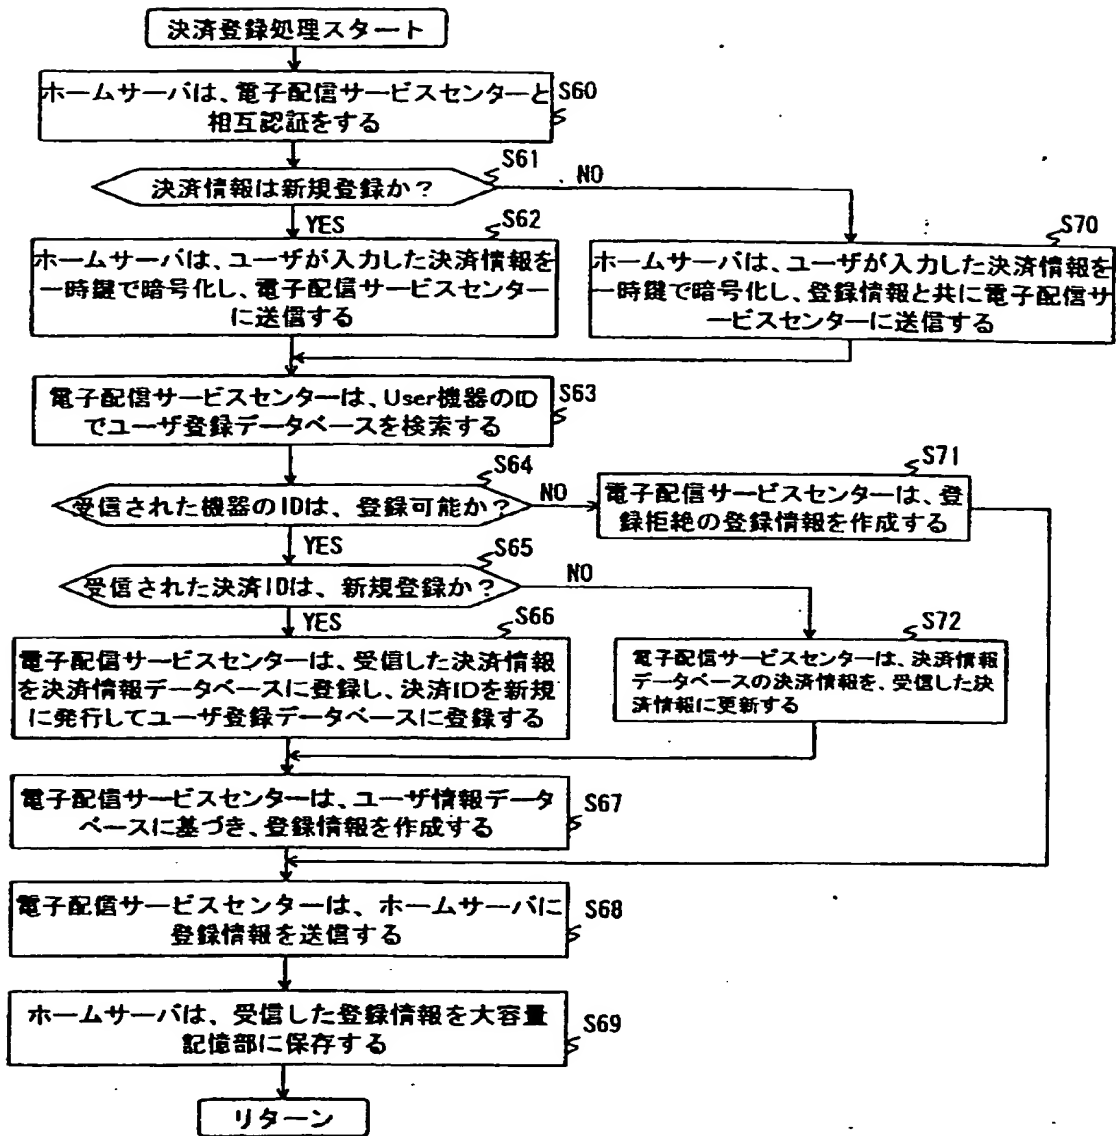 決済登録処理スタート
ホームサーバは、電子配信サービスセンターと
相互認証をする
S60
S61
決済情報は新規登録か?
NO
YES
S62
ホームサーバは、ユーザが入力した決済情報を
一時鍵で暗号化し、電子配信サービスセンター
に送信する
S70
ホームサーバは、ユーザが入力した決済情報を
一時鍵で暗号化し、登録情報と共に電子配信サ
ービスセンターに送信する
電子配信サービスセンターは、User機器のID
でユーザ登録データベースを検索する
S63
S64
受信された機器のIDは、登録可能か?
NO
YES
S71
電子配信サービスセンターは、登
録拒絶の登録情報を作成する
S65
受信された決済IDは、新規登録か?
NO
YES
S66
電子配信サービスセンターは、受信した決済情報
を決済情報データベースに登録し、決済IDを新規
に発行してユーザ登録データベースに登録する
S72
電子配信サービスセンターは、決済情報
データベースの決済情報を、受信した決
済情報に更新する
電子配信サービスセンターは、ユーザ情報データ
ベースに基づき、登録情報を作成する
S67
電子配信サービスセンターは、ホームサーバに
登録情報を送信する
S68
ホームサーバは、受信した登録情報を大容量
記憶部に保存する
S69
リターン